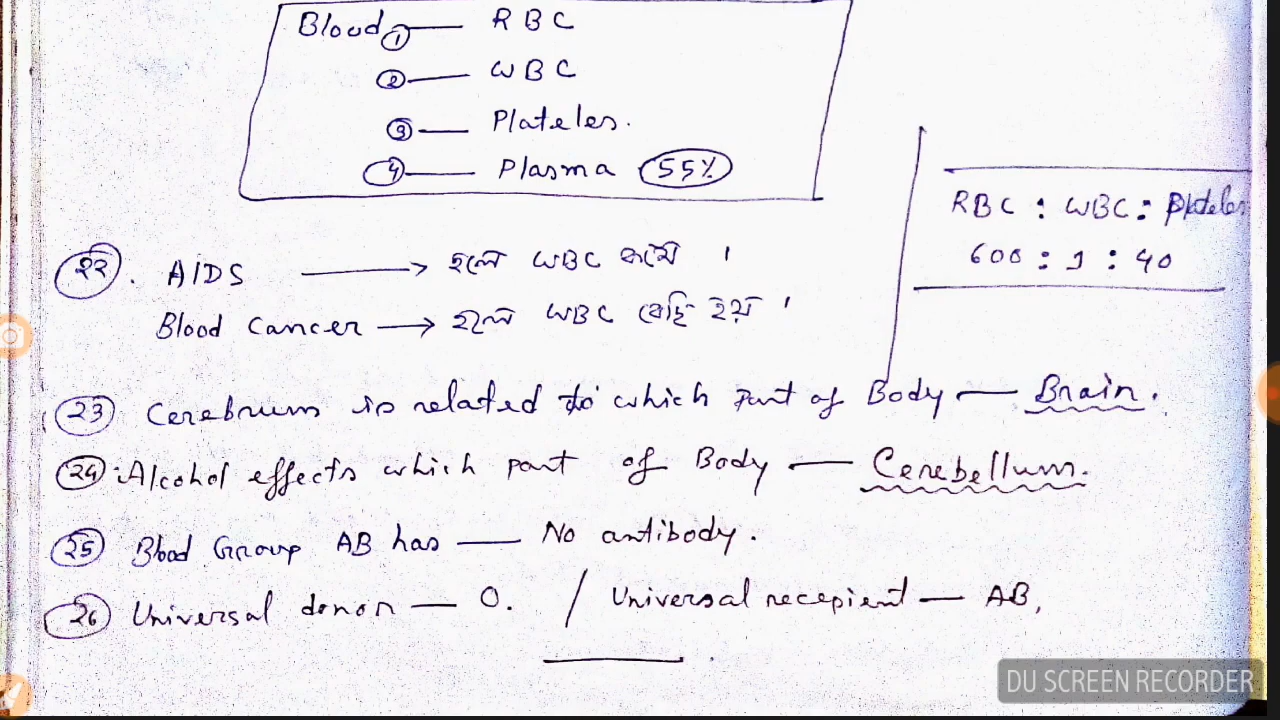 Blood ① — RBC
② — WBC
③ — Plateles.
④ — Plasma 55%
RBC : WBC : Plateles
600 : 1 : 40
২২. AIDS → হলে WBC কমে ।
Blood Cancer → হলে WBC বেছি হয় ।
23 Cerebrum is related to which part of Body — Brain.
24 Alcohol effects which part of Body — Cerebellum.
25 Blood Group AB has — No antibody.
26 Universal donor — O. / Universal recepient — AB,
DU SCREEN RECORDER